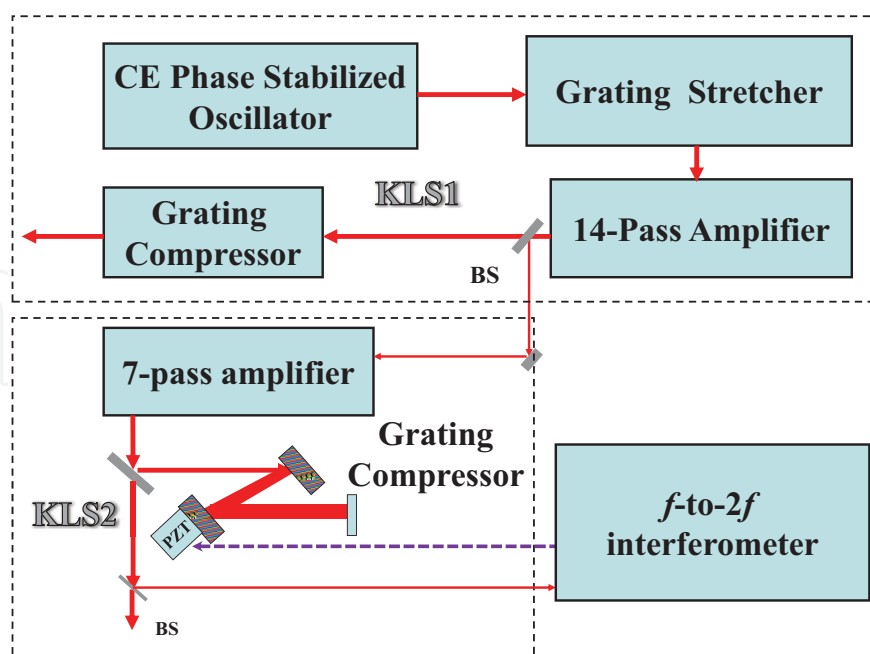 CE Phase Stabilized
Oscillator
Grating Stretcher
KLS1
Grating
Compressor
14-Pass Amplifier
BS
7-pass amplifier
Grating
Compressor
KLS2
PZT
f-to-2f
interferometer
BS